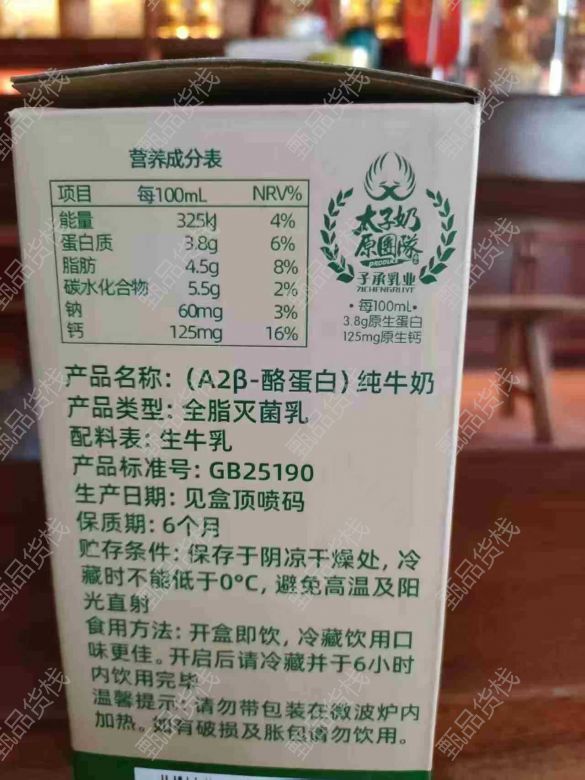 营养成分表
项目 每100mL NRV%
能量 325kJ 4%
蛋白质 3.8g 6%
脂肪 4.5g 8%
碳水化合物 5.5g 2%
钠 60mg 3%
钙 125mg 16%
太子奶
原团队
PRODUKT
子承乳业
ZICHENGRUYT
·每100mL·
3.8g原生蛋白
125mg原生钙
产品名称：（A2β-酪蛋白）纯牛奶
产品类型：全脂灭菌乳
配料表：生牛乳
产品标准号：GB25190
生产日期：见盒顶喷码
保质期：6个月
贮存条件：保存于阴凉干燥处，冷
藏时不能低于0°C，避免高温及阳
光直射
食用方法：开盒即饮，冷藏饮用口
味更佳。开启后请冷藏并于6小时
内饮用完毕
温馨提示：请勿带包装在微波炉内
加热。如有破损及胀包请勿饮用。
甄品货栈